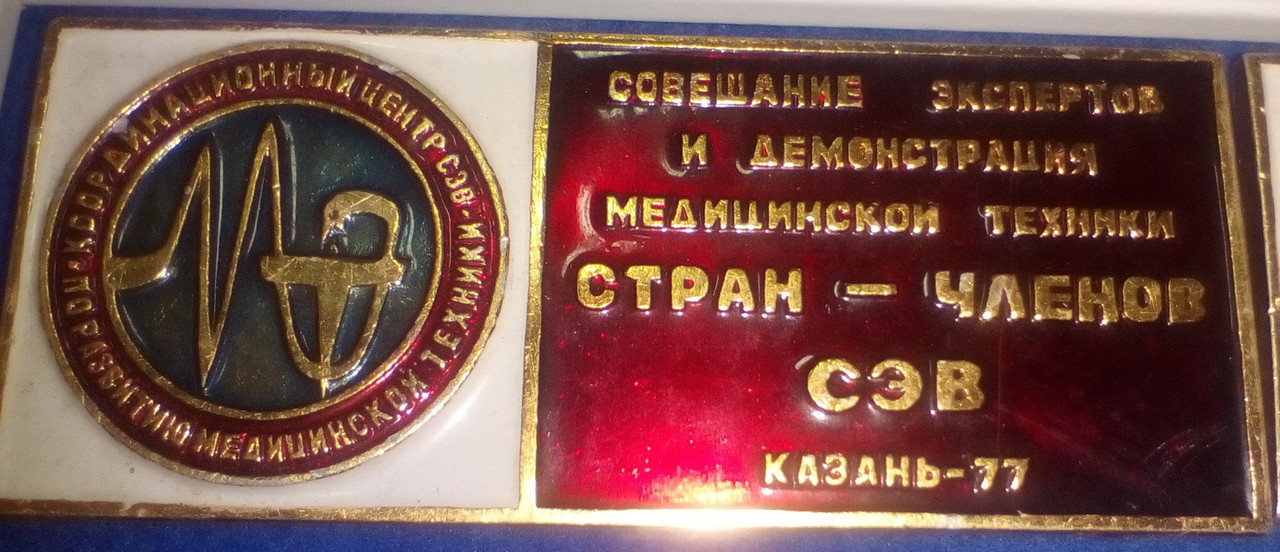 КООРДИНАЦИОННЫЙ ЦЕНТР СЭВ · ПО РАЗВИТИЮ МЕДИЦИНСКОЙ ТЕХНИКИ ·
СОВЕЩАНИЕ ЭКСПЕРТОВ
И ДЕМОНСТРАЦИЯ
МЕДИЦИНСКОЙ ТЕХНИКИ
СТРАН — ЧЛЕНОВ
СЭВ
КАЗАНЬ-77